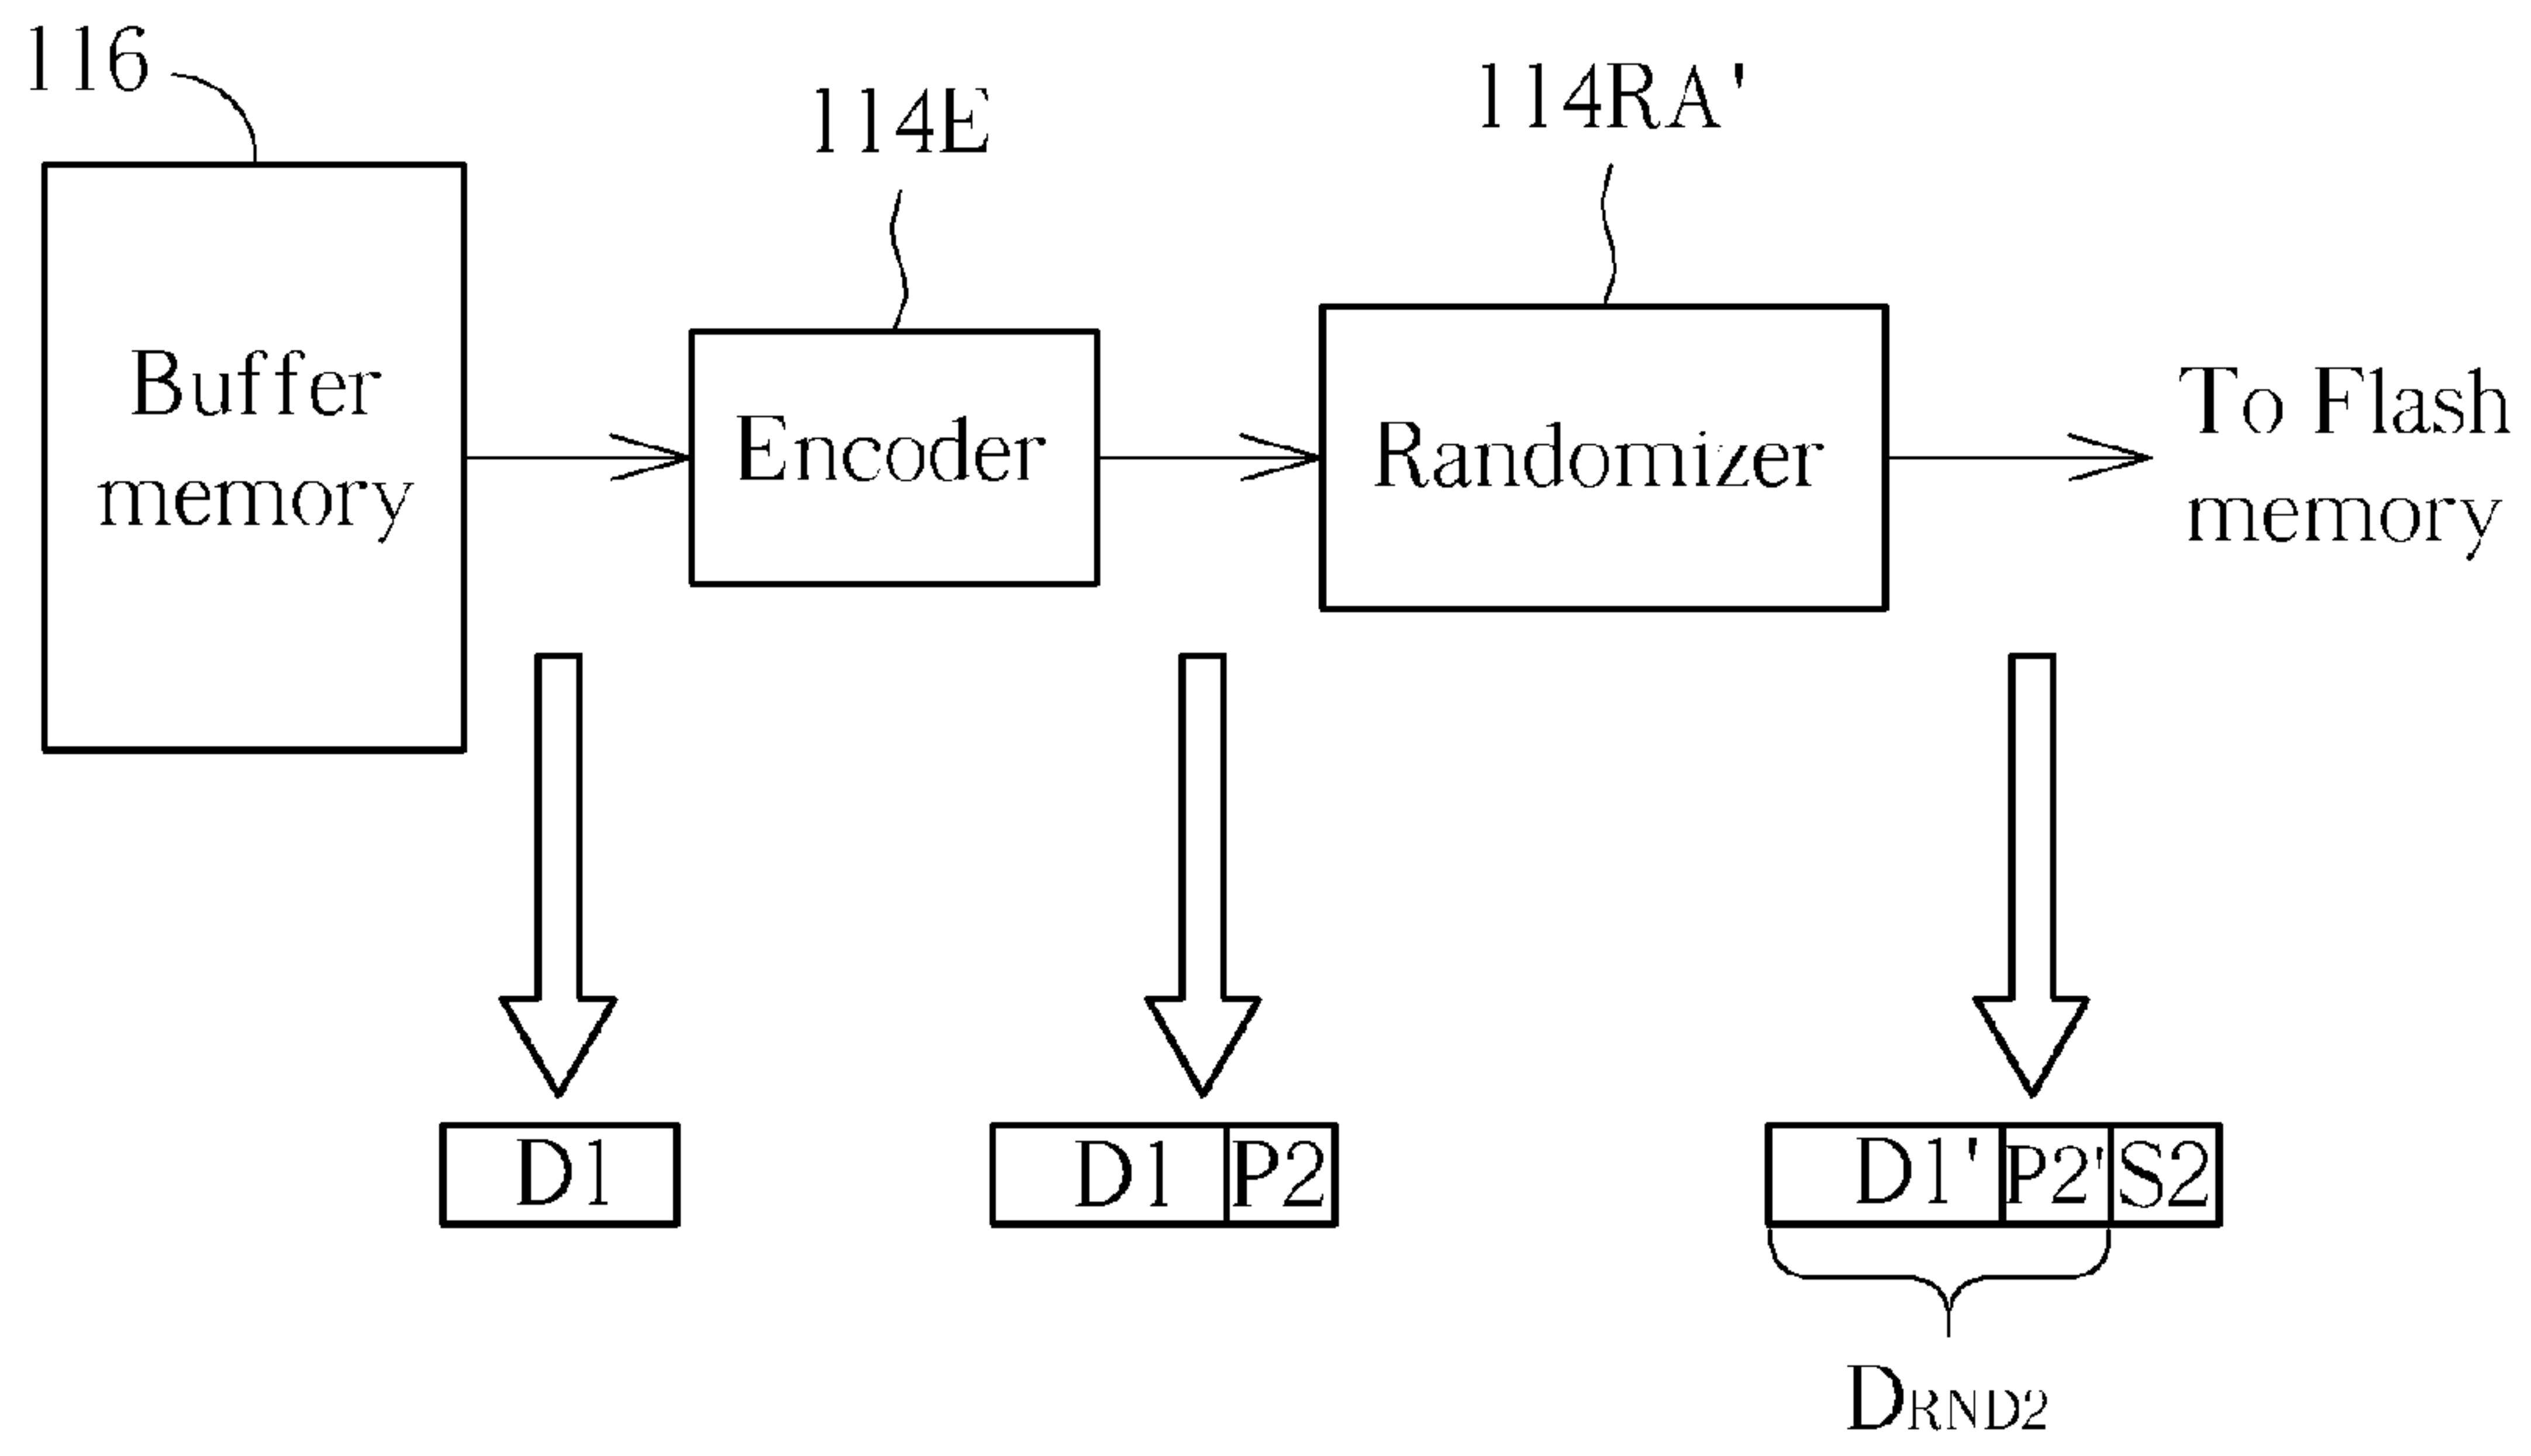 116
114E
114RA'
Buffer
memory
Encoder
Randomizer
To Flash
memory
D1
D1 P2
D1' P2' S2
DRND2